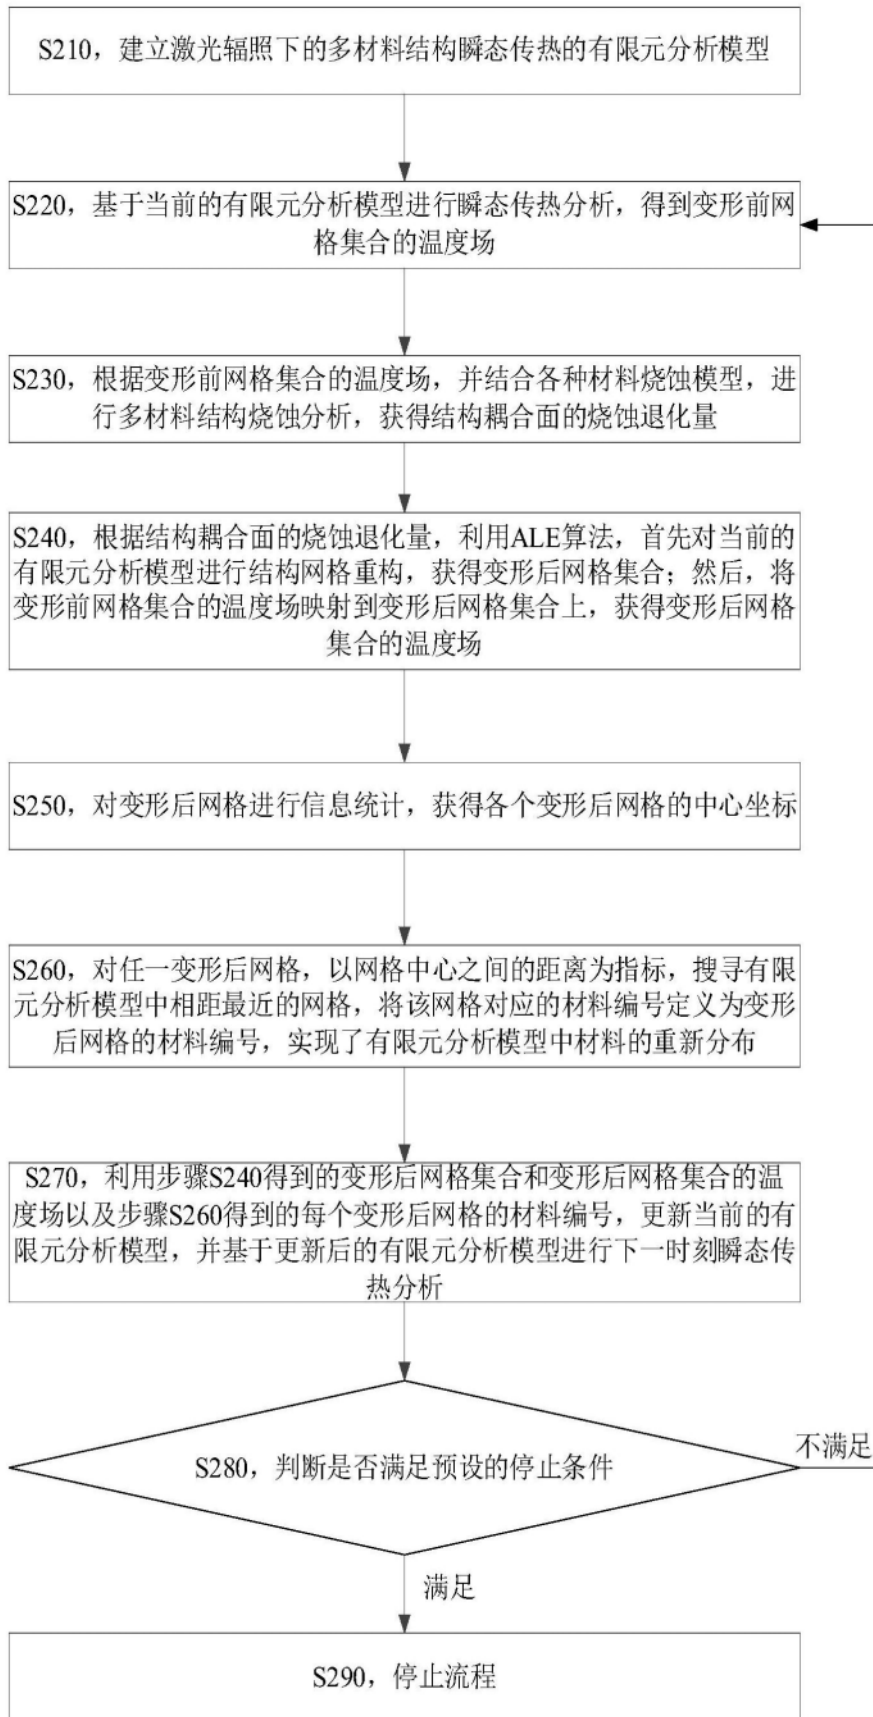 S210，建立激光辐照下的多材料结构瞬态传热的有限元分析模型
S220，基于当前的有限元分析模型进行瞬态传热分析，得到变形前网
格集合的温度场
S230，根据变形前网格集合的温度场，并结合各种材料烧蚀模型，进
行多材料结构烧蚀分析，获得结构耦合面的烧蚀退化量
S240，根据结构耦合面的烧蚀退化量，利用ALE算法，首先对当前的
有限元分析模型进行结构网格重构，获得变形后网格集合；然后，将
变形前网格集合的温度场映射到变形后网格集合上，获得变形后网格
集合的温度场
S250，对变形后网格进行信息统计，获得各个变形后网格的中心坐标
S260，对任一变形后网格，以网格中心之间的距离为指标，搜寻有限
元分析模型中相距最近的网格，将该网格对应的材料编号定义为变形
后网格的材料编号，实现了有限元分析模型中材料的重新分布
S270，利用步骤S240得到的变形后网格集合和变形后网格集合的温
度场以及步骤S260得到的每个变形后网格的材料编号，更新当前的有
限元分析模型，并基于更新后的有限元分析模型进行下一时刻瞬态传
热分析
S280，判断是否满足预设的停止条件
不满足
满足
S290，停止流程